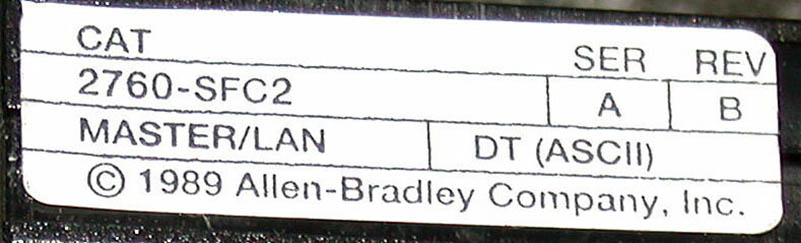 CAT SER REV
2760-SFC2 A B
MASTER/LAN DT (ASCII)
© 1989 Allen-Bradley Company, Inc.